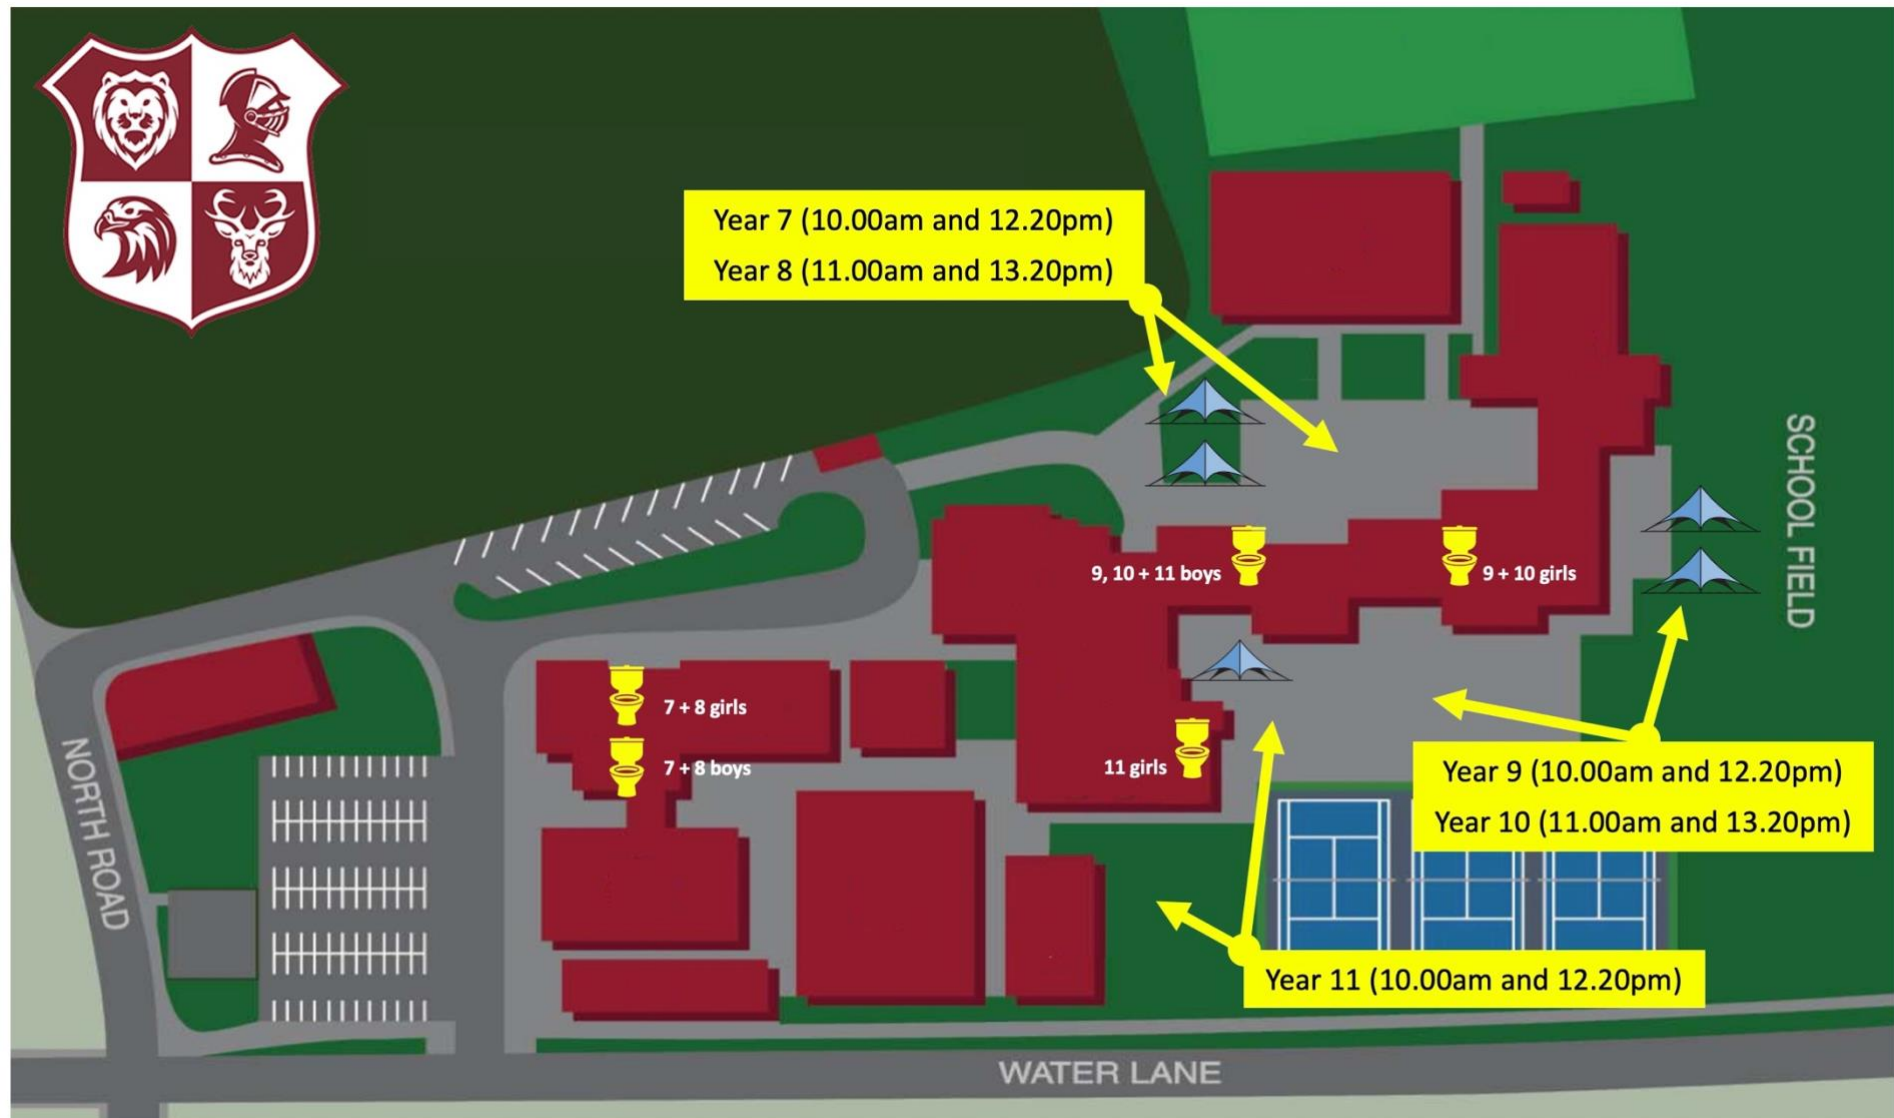 Year 7 (10.00am and 12.20pm)
Year 8 (11.00am and 13.20pm)
SCHOOL FIELD
9, 10 + 11 boys
9 + 10 girls
7 + 8 girls
7 + 8 boys
11 girls
NORTH ROAD
Year 9 (10.00am and 12.20pm)
Year 10 (11.00am and 13.20pm)
Year 11 (10.00am and 12.20pm)
WATER LANE